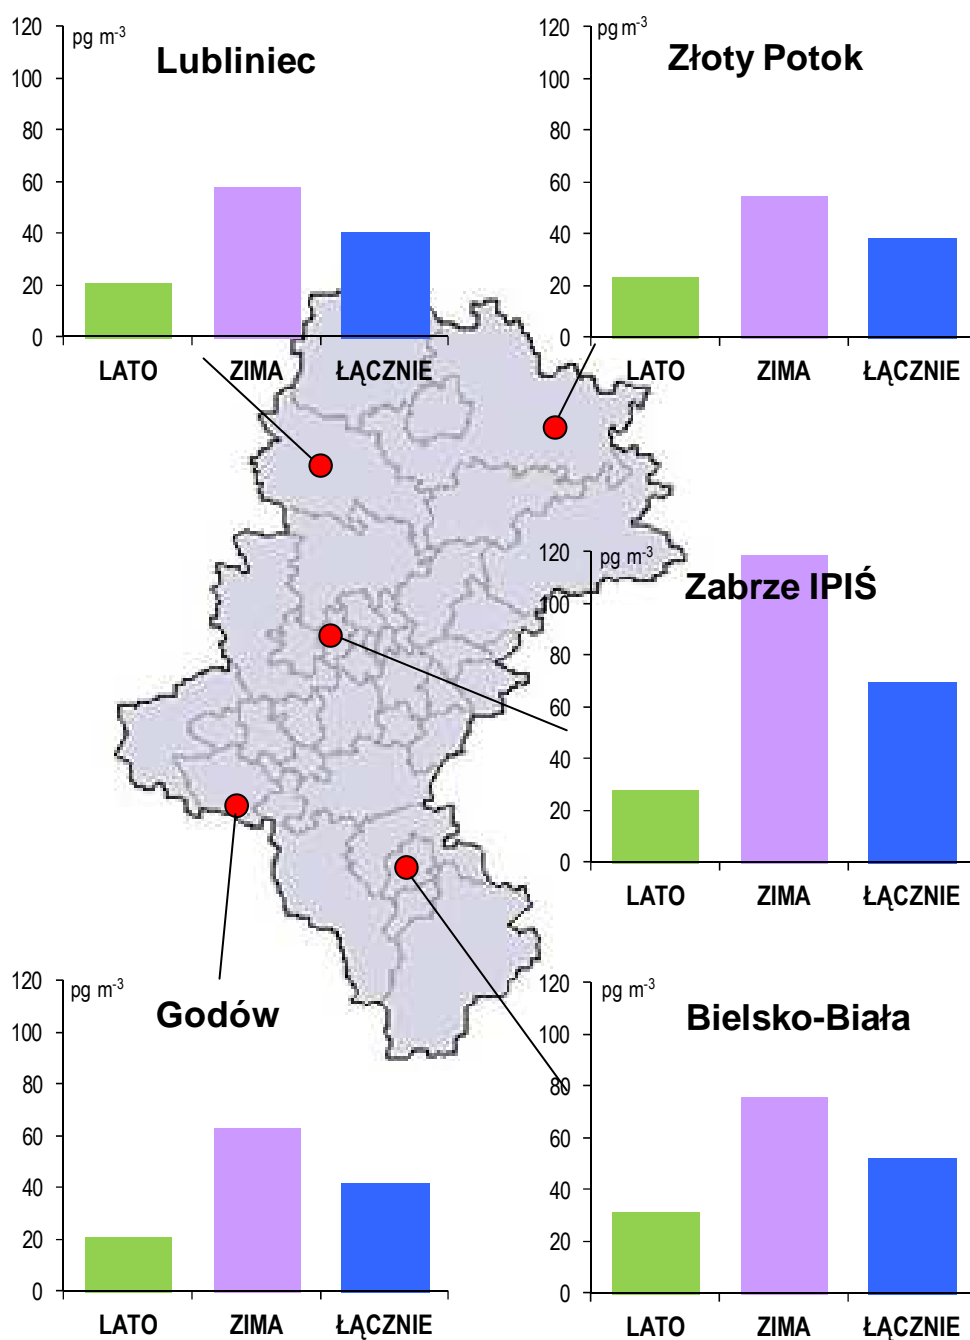 120
pg m-3
Lubliniec
100
80
60
40
20
0
LATO ZIMA ŁĄCZNIE
120
pg m-3
Złoty Potok
100
80
60
40
20
0
LATO ZIMA ŁĄCZNIE
120
pg m-3
Zabrze IPIŚ
100
80
60
40
20
0
LATO ZIMA ŁĄCZNIE
120
pg m-3
Godów
100
80
60
40
20
0
LATO ZIMA ŁĄCZNIE
120
pg m-3
Bielsko-Biała
100
80
60
40
20
0
LATO ZIMA ŁĄCZNIE